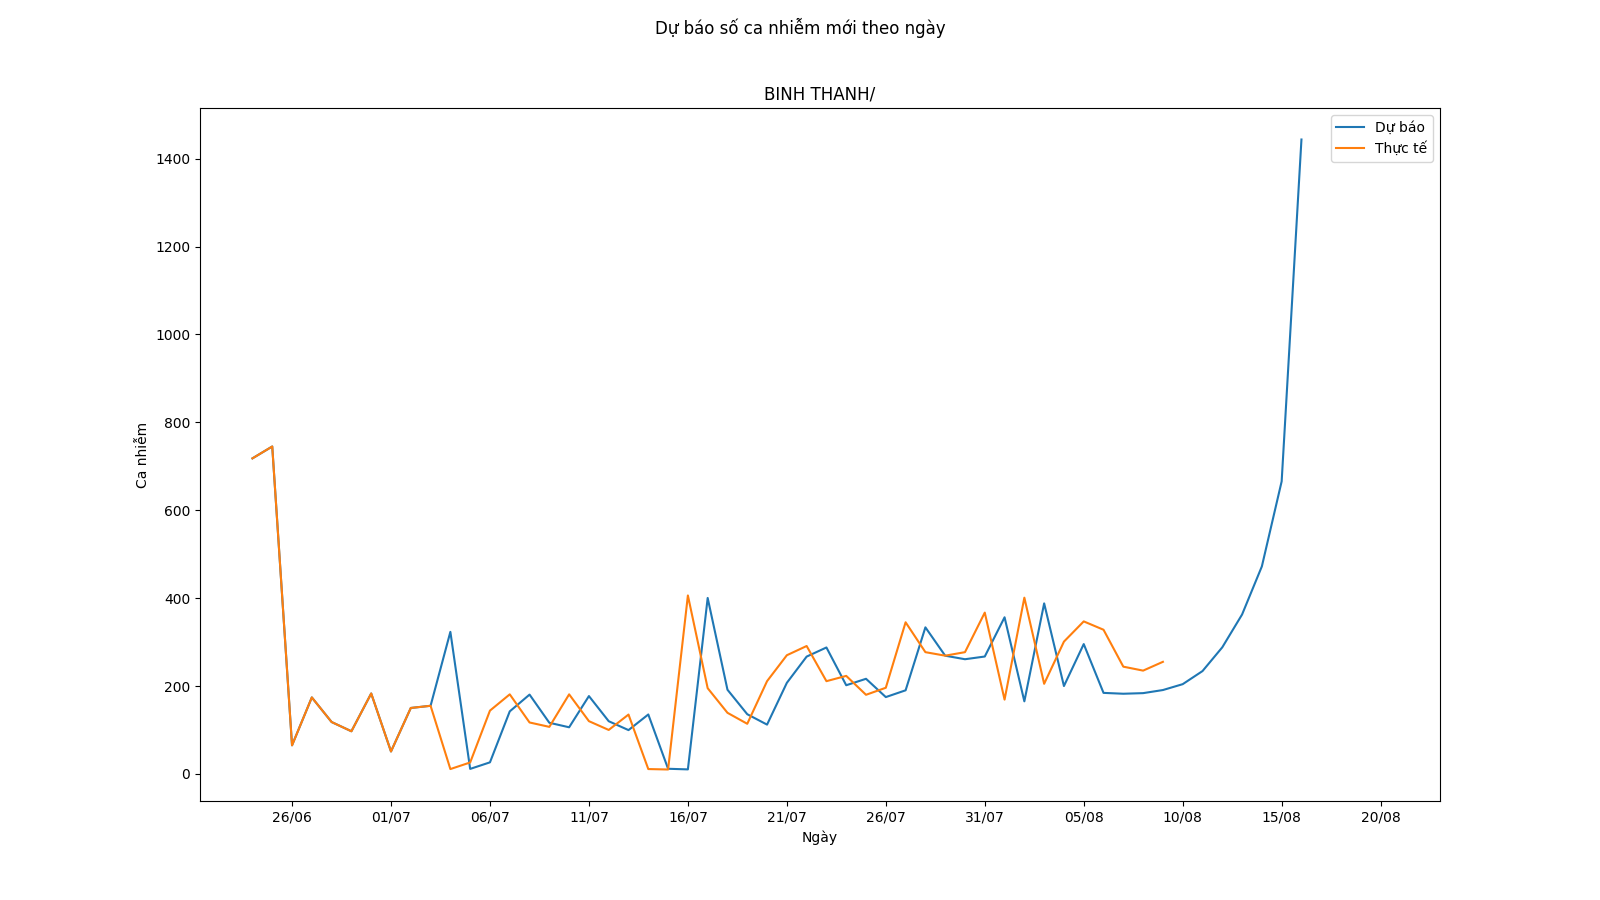 Dự báo số ca nhiễm mới theo ngày
BINH THANH/
Dự báo
Thực tế
1400
1200
1000
800
600
400
200
0
Ca nhiễm
26/06 01/07 06/07 11/07 16/07 21/07 26/07 31/07 05/08 10/08 15/08 20/08
Ngày